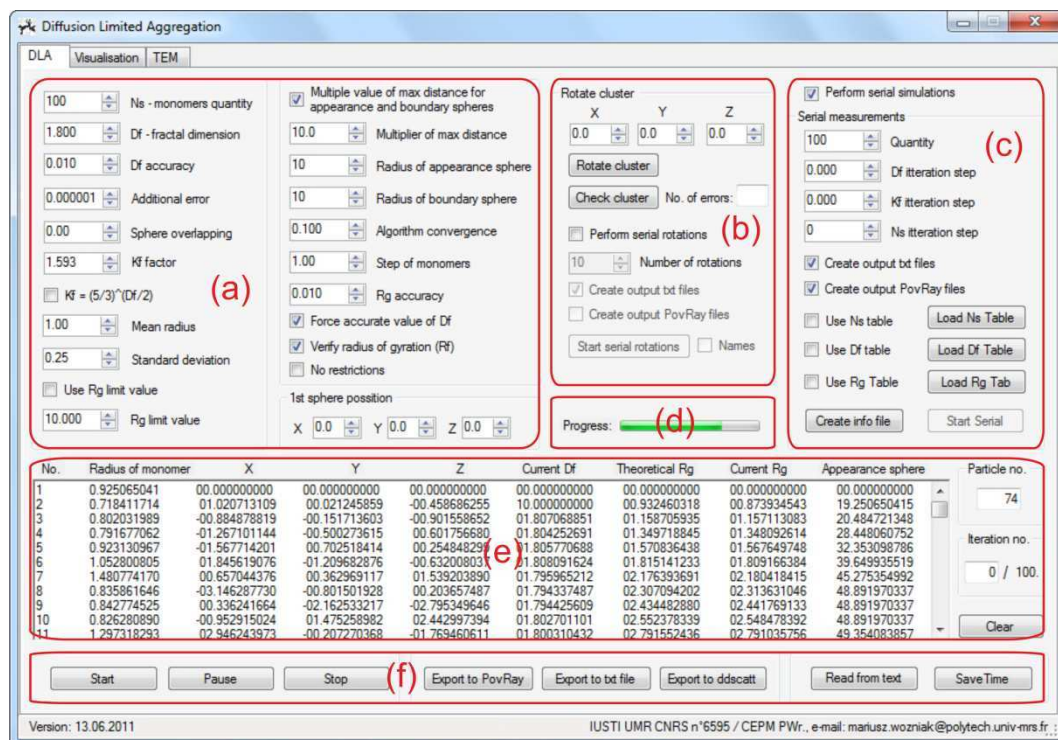 Diffusion Limited Aggregation
DLA Visualisation TEM
100 Ns - monomers quantity
1.800 Df - fractal dimension
0.010 Df accuracy
0.000001 Additional error
0.00 Sphere overlapping
1.593 Kf factor
Kf = (5/3)^(Df/2)
(a)
1.00 Mean radius
0.25 Standard deviation
Use Rg limit value
10.000 Rg limit value
Multiple value of max distance for
appearance and boundary spheres
10.0 Multiplier of max distance
10 Radius of appearance sphere
10 Radius of boundary sphere
0.100 Algorithm convergence
1.00 Step of monomers
0.010 Rg accuracy
Force accurate value of Df
Verify radius of gyration (Rf)
No restrictions
1st sphere possition
X 0.0 Y 0.0 Z 0.0
Rotate cluster
X Y Z
0.0 0.0 0.0
Rotate cluster
Check cluster No. of errors:
(b)
Perform serial rotations
10 Number of rotations
Create output txt files
Create output PovRay files
Start serial rotations Names
(d)
Progress:
Perform serial simulations
Serial measurements
100 Quantity
(c)
0.000 Df itteration step
0.000 Kf itteration step
0 Ns itteration step
Create output txt files
Create output PovRay files
Use Ns table Load Ns Table
Use Df table Load Df Table
Use Rg Table Load Rg Tab
Create info file Start Serial
No. Radius of monomer X Y Z Current Df Theoretical Rg Current Rg Appearance sphere
1 0.925065041 00.000000000 00.000000000 00.000000000 00.000000000 00.000000000 00.000000000 00.000000000
2 0.718411714 01.020713109 00.021245859 -00.458686255 10.000000000 00.932460318 00.873934543 19.250650415
3 0.802031989 -00.884878819 -00.151713603 -00.901558652 01.807068851 01.158705935 01.157113083 20.484721348
4 0.791677062 -01.267101144 -00.500273615 00.601756680 01.804252691 01.349718845 01.348092614 28.448060752
5 0.923130967 -01.567714201 00.702518414 00.254848299 01.805770688 01.570836438 01.567649748 32.353098786
6 1.052800805 01.845619076 -01.209682876 -00.632008037 01.808091624 01.815141233 01.809166384 39.649935519
7 1.480774170 00.657044376 00.362969117 01.539203890 01.795965212 02.176393691 02.180418415 45.275354992
8 0.835861646 -03.146287730 -00.801501928 00.203657487 01.794337487 02.307094202 02.313631046 48.891970337
9 0.842774525 00.336241664 -02.162533217 -02.795349646 01.794425609 02.434482880 02.441769133 48.891970337
10 0.826280890 -00.952915024 01.475258982 02.442997394 01.802701101 02.552378339 02.548478392 48.891970337
11 1.297318293 02.946243973 -00.207270368 -01.769460611 01.800310432 02.791552436 02.791035756 49.354083857
(e)
Particle no.
74
Iteration no.
0 / 100.
Clear
Start Pause Stop (f) Export to PovRay Export to txt file Export to ddscatt Read from text SaveTime
Version: 13.06.2011 IUSTI UMR CNRS n°6595 / CEPM PWr., e-mail: mariusz.wozniak@polytech.univ-mrs.fr